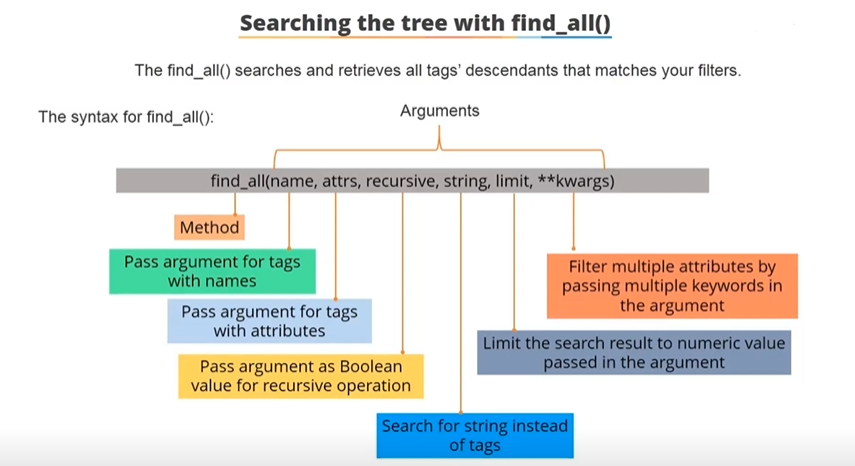 Searching the tree with find_all()
The find_all() searches and retrieves all tags' descendants that matches your filters.
The syntax for find_all():
Arguments
find_all(name, attrs, recursive, string, limit, **kwargs)
Method
Pass argument for tags
with names
Pass argument for tags
with attributes
Pass argument as Boolean
value for recursive operation
Search for string instead
of tags
Limit the search result to numeric value
passed in the argument
Filter multiple attributes by
passing multiple keywords in
the argument